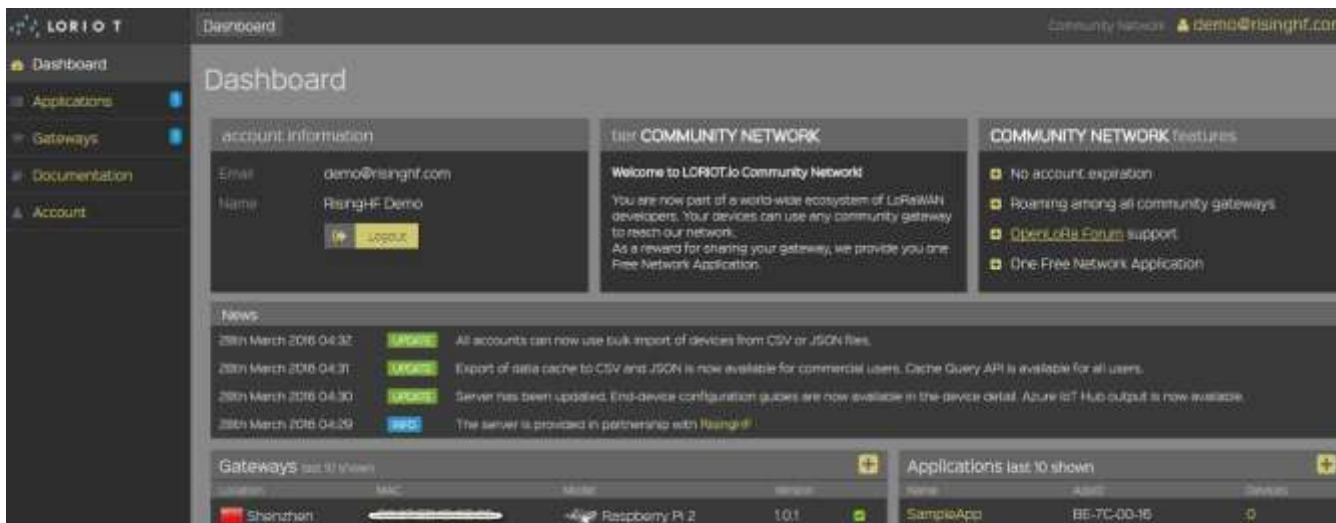 LORIOT
Dashboard
Community Network demo@risinghf.com
Dashboard
Applications 1
Gateways 1
Documentation
Account
Dashboard
account information
Email demo@risinghf.com
Name RisingHF Demo
Logout
tier COMMUNITY NETWORK
Welcome to LORIOT.io Community Network!
You are now part of a world-wide ecosystem of LoRaWAN
developers. Your devices can use any community gateway
to reach our network.
As a reward for sharing your gateway, we provide you one
Free Network Application.
COMMUNITY NETWORK features
No account expiration
Roaming among all community gateways
OpenLoRa Forum support
One Free Network Application
News
28th March 2016 04:32 UPDATE All accounts can now use bulk import of devices from CSV or JSON files.
28th March 2016 04:31 UPDATE Export of data cache to CSV and JSON is now available for commercial users. Cache Query API is available for all users.
28th March 2016 04:30 UPDATE Server has been updated. End-device configuration guides are now available in the device detail. Azure IoT Hub output is now available.
28th March 2016 04:29 INFO The server is provided in partnership with RisingHF
Gateways last 10 shown
Location MAC Model Version
Shenzhen Raspberry Pi 2 1.0.1
Applications last 10 shown
Name AppID Devices
SampleApp BE-7C-00-16 0